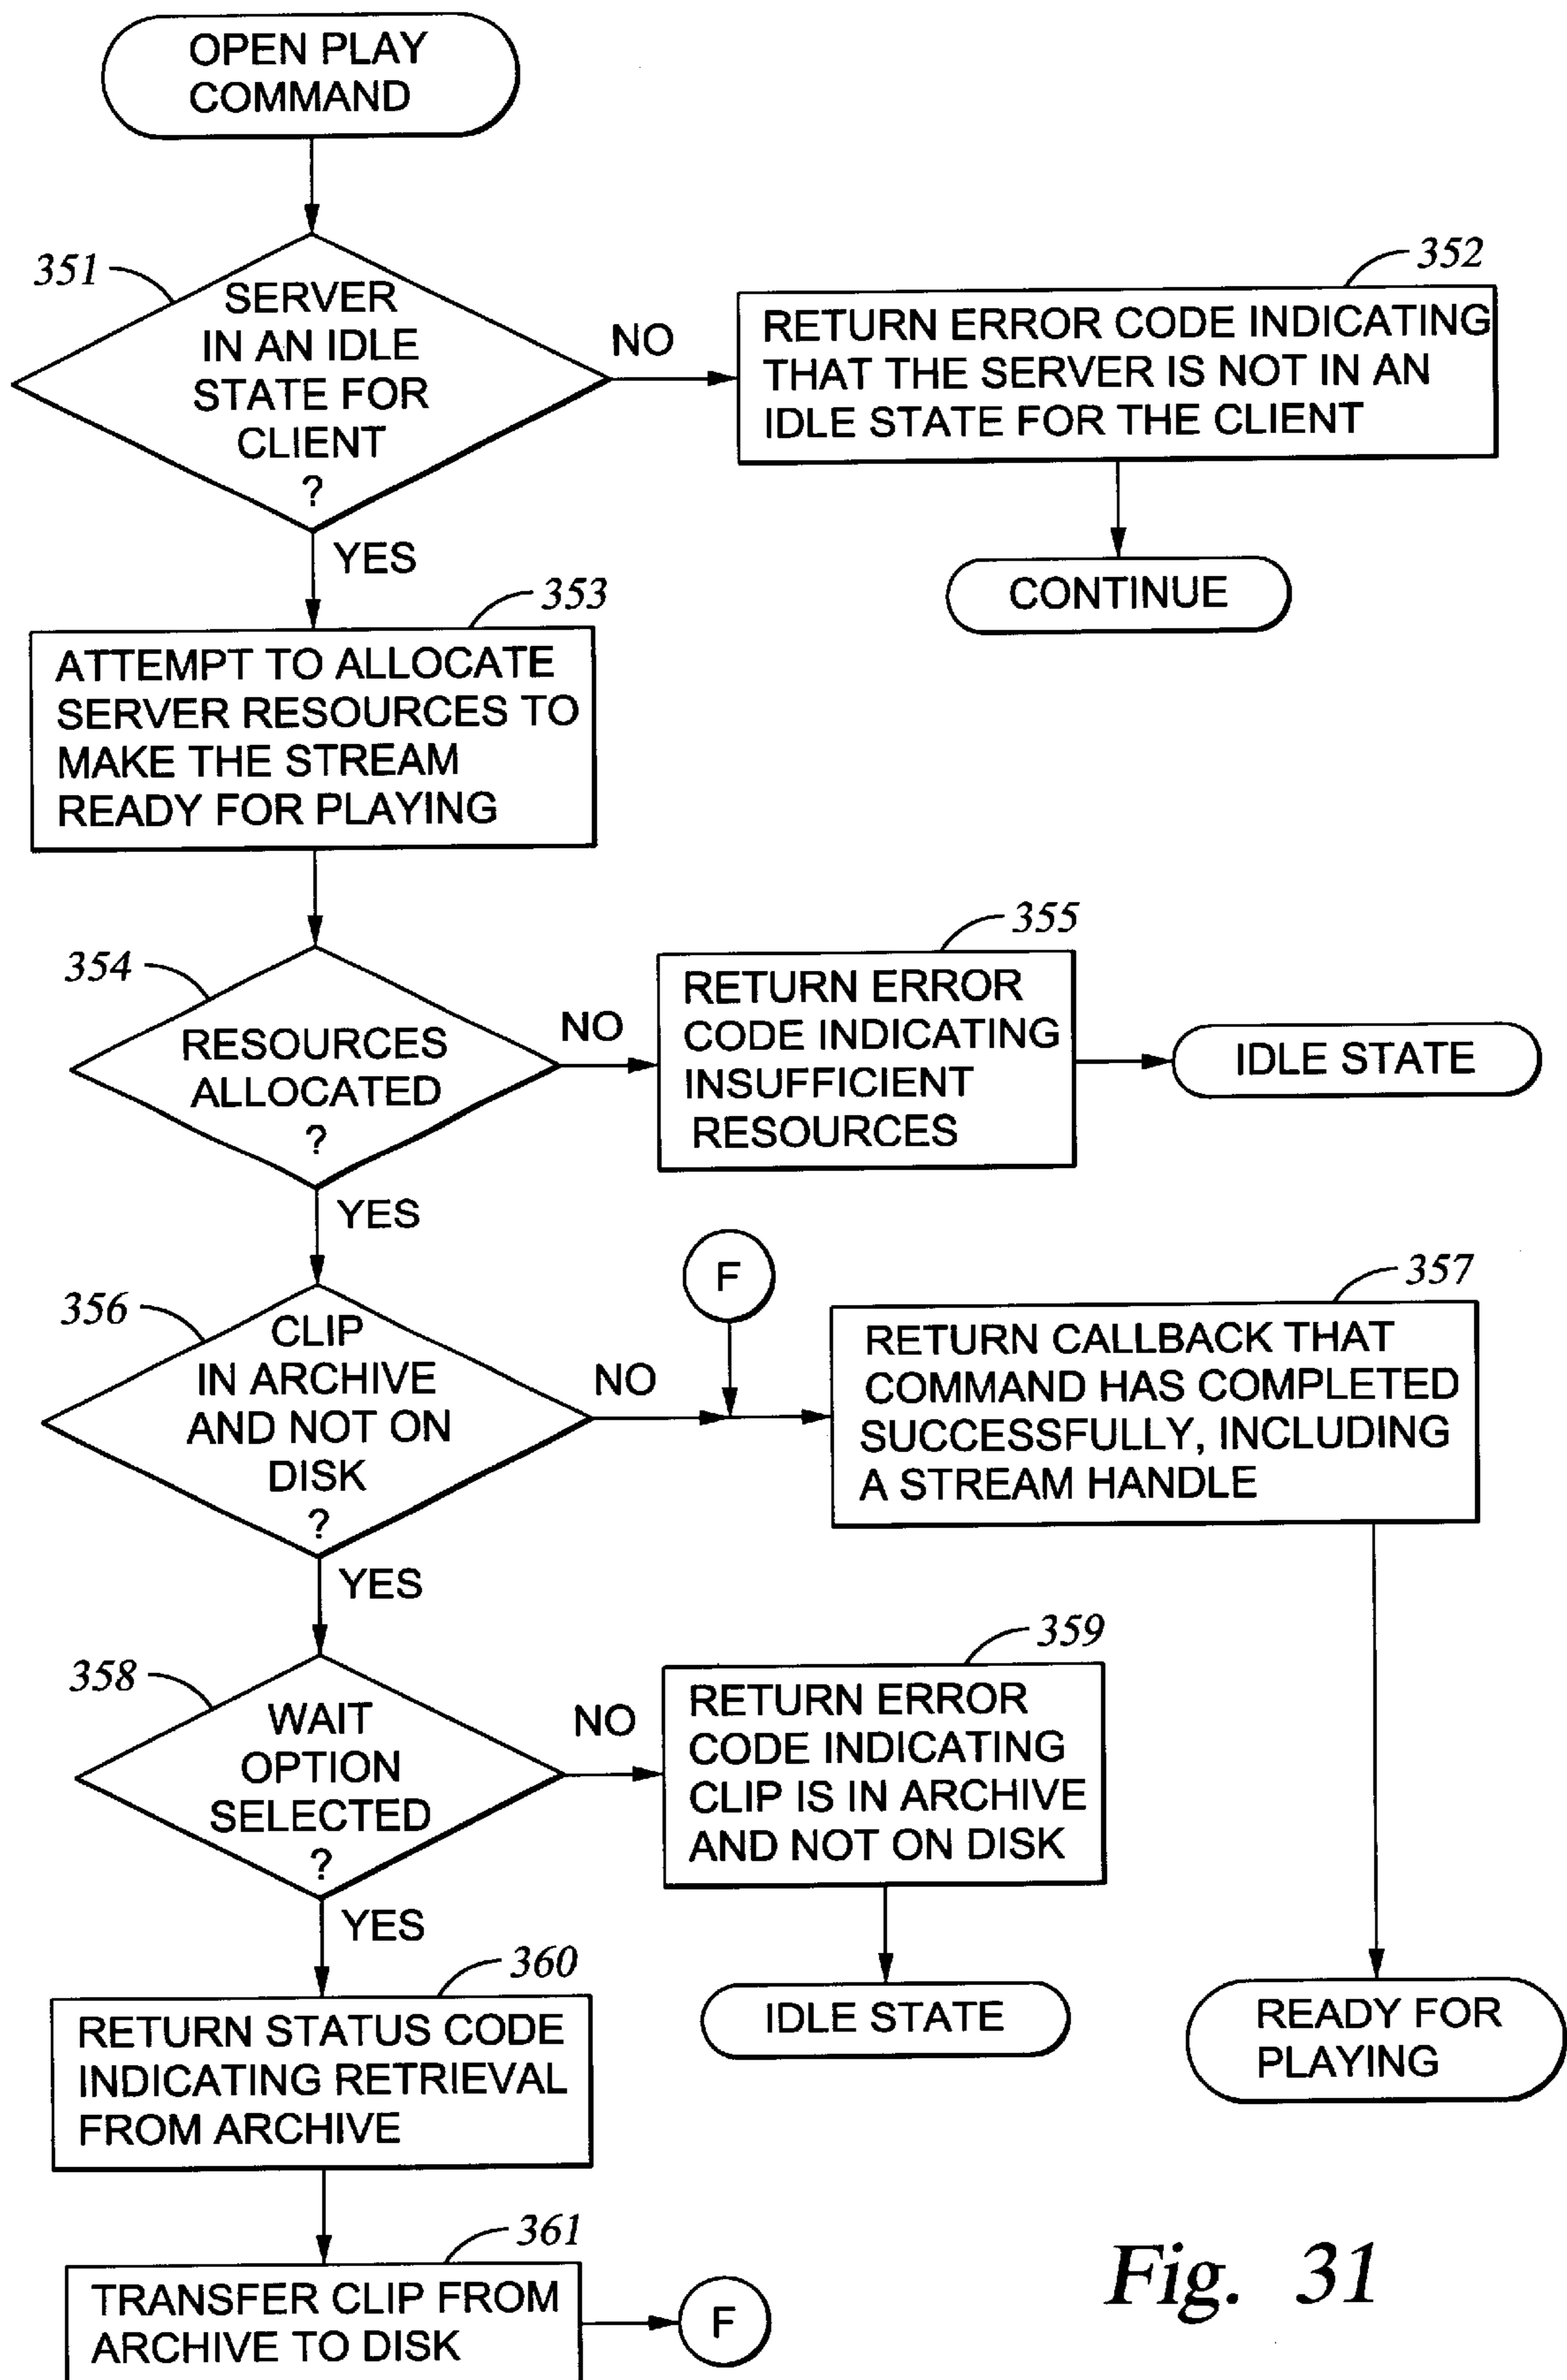 OPEN PLAY
COMMAND
351
SERVER
IN AN IDLE
STATE FOR
CLIENT
?
NO
352
RETURN ERROR CODE INDICATING
THAT THE SERVER IS NOT IN AN
IDLE STATE FOR THE CLIENT
CONTINUE
YES
353
ATTEMPT TO ALLOCATE
SERVER RESOURCES TO
MAKE THE STREAM
READY FOR PLAYING
354
RESOURCES
ALLOCATED
?
NO
355
RETURN ERROR
CODE INDICATING
INSUFFICIENT
RESOURCES
IDLE STATE
YES
356
CLIP
IN ARCHIVE
AND NOT ON
DISK
?
NO
F
357
RETURN CALLBACK THAT
COMMAND HAS COMPLETED
SUCCESSFULLY, INCLUDING
A STREAM HANDLE
YES
358
WAIT
OPTION
SELECTED
?
NO
359
RETURN ERROR
CODE INDICATING
CLIP IS IN ARCHIVE
AND NOT ON DISK
IDLE STATE
READY FOR
PLAYING
YES
360
RETURN STATUS CODE
INDICATING RETRIEVAL
FROM ARCHIVE
361
TRANSFER CLIP FROM
ARCHIVE TO DISK
F
Fig. 31